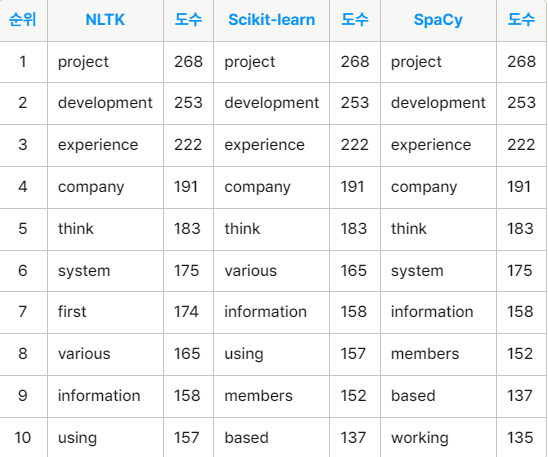 순위 NLTK 도수 Scikit-learn 도수 SpaCy 도수
1 project 268 project 268 project 268
2 development 253 development 253 development 253
3 experience 222 experience 222 experience 222
4 company 191 company 191 company 191
5 think 183 think 183 think 183
6 system 175 various 165 system 175
7 first 174 information 158 information 158
8 various 165 using 157 members 152
9 information 158 members 152 based 137
10 using 157 based 137 working 135